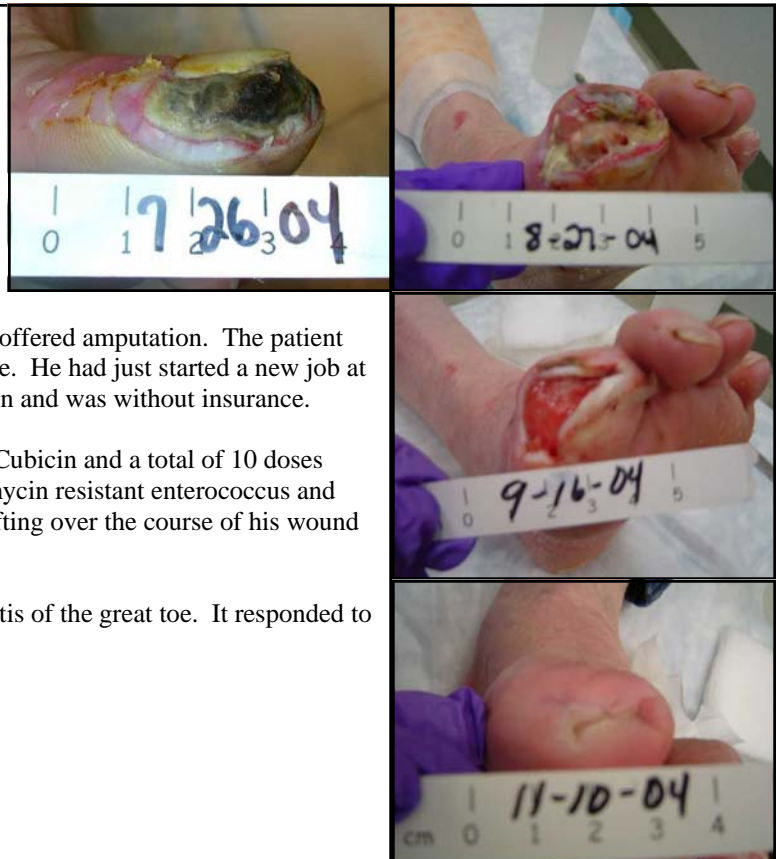 0 1 2 3 4
7 26 04
0 1 5
8-27-04
offered amputation. The patient
e. He had just started a new job at
n and was without insurance.
Cubicin and a total of 10 doses
nycin resistant enterococcus and
fting over the course of his wound
tis of the great toe. It responded to
0 2 3 5
9-16-04
11-10-04
cm 0 1 2 3 4